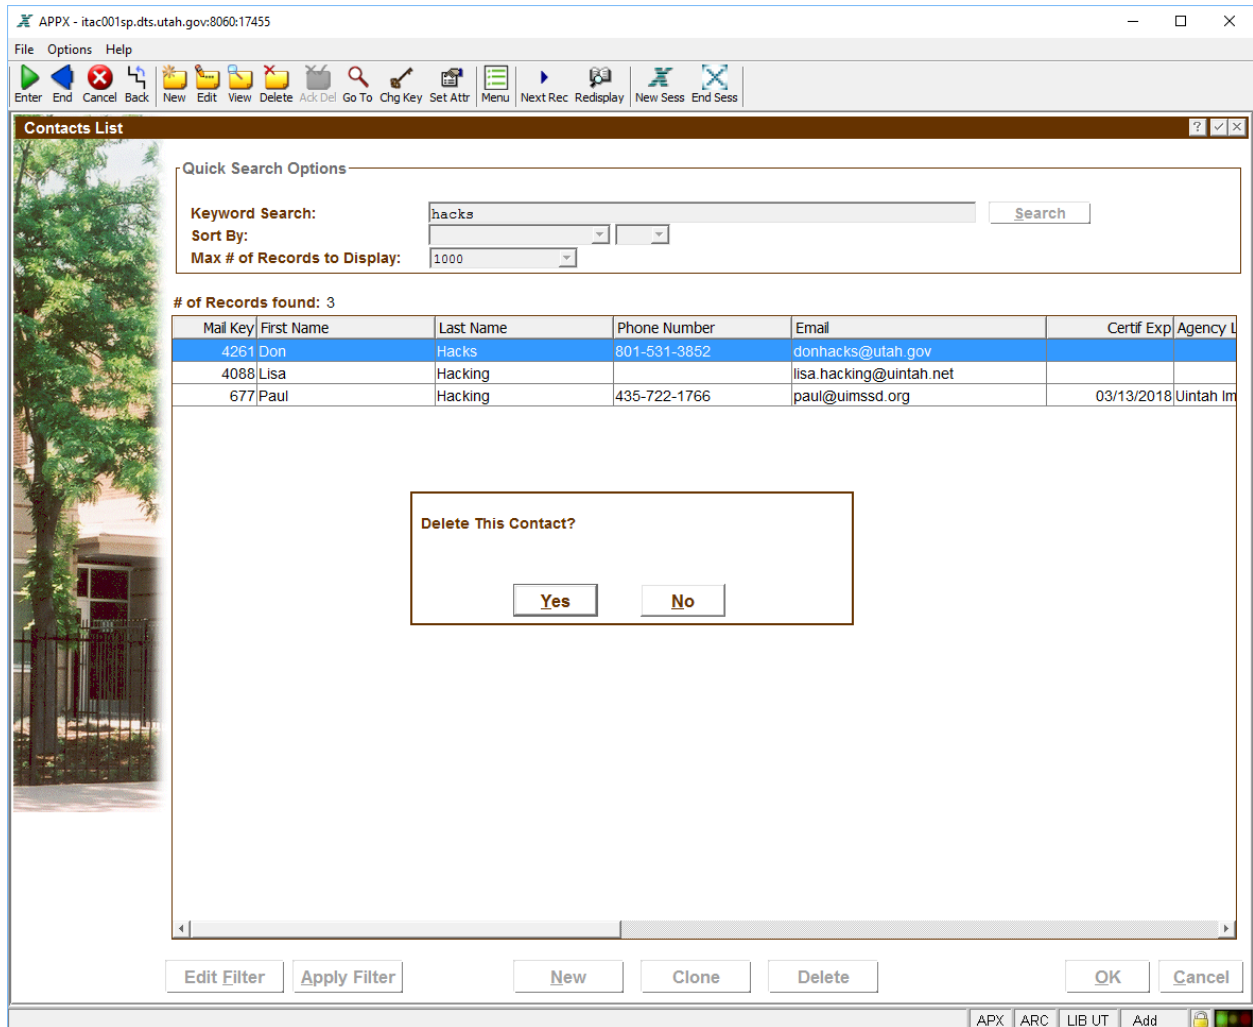 APPX - itac001sp.dts.utah.gov:8060:17455
File Options Help
Enter End Cancel Back New Edit View Delete Ack Del Go To Chg Key Set Attr Menu Next Rec Redisplay New Sess End Sess
Contacts List
Quick Search Options
Keyword Search: hacks Search
Sort By:
Max # of Records to Display: 1000
# of Records found: 3
Mail Key First Name Last Name Phone Number Email Certif Exp Agency L
4261 Don Hacks 801-531-3852 donhacks@utah.gov
4088 Lisa Hacking lisa.hacking@uintah.net
677 Paul Hacking 435-722-1766 paul@uimssd.org 03/13/2018 Uintah Im
Delete This Contact?
Yes No
Edit Filter Apply Filter New Clone Delete OK Cancel
APX ARC LIB UT Add